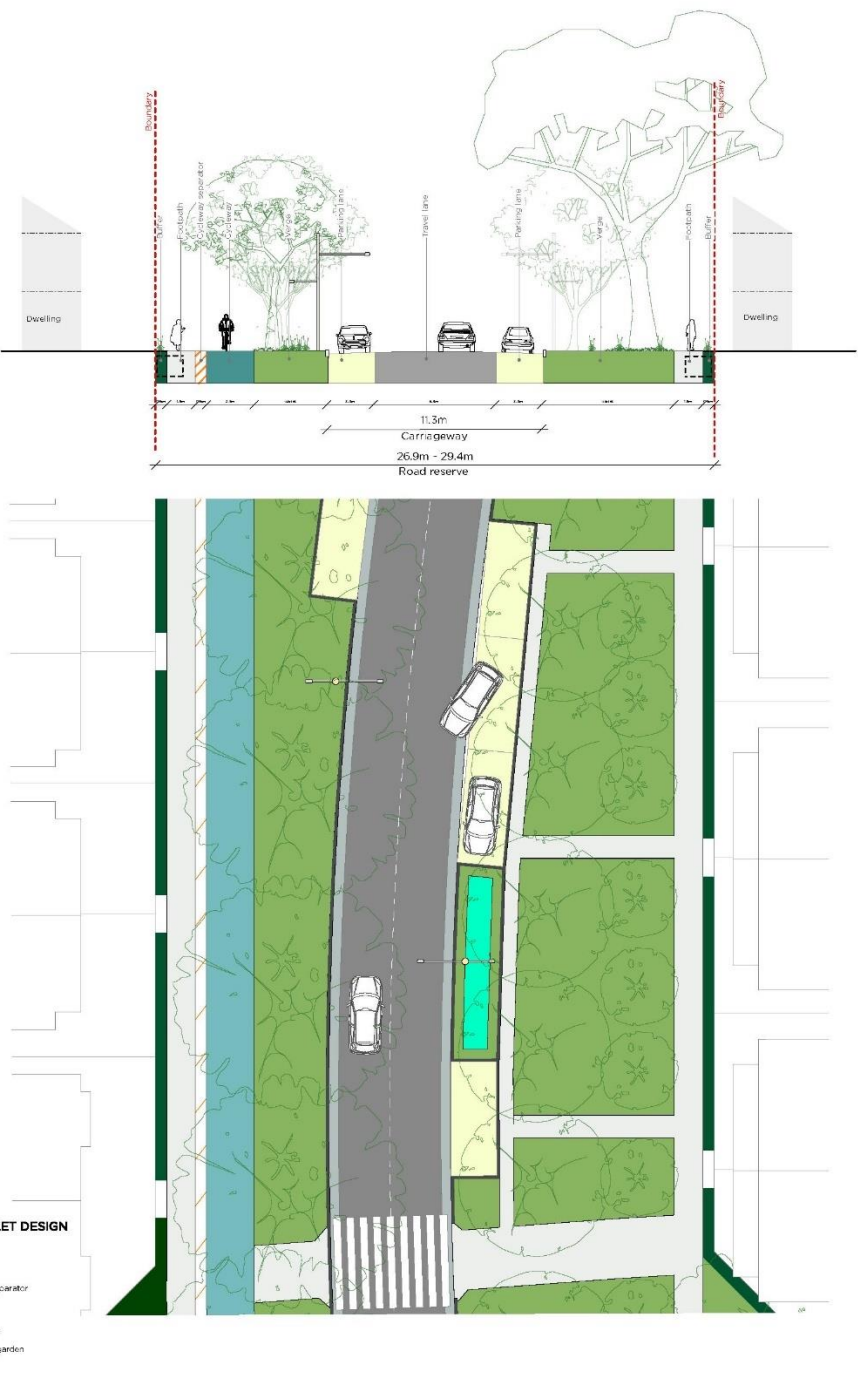 Boundary
Boundary
Buffer
Footpath
Cycleway separator
Cycleway
Verge
Parking lane
Travel lane
Parking lane
Verge
Footpath
Buffer
Dwelling
Dwelling
11.3m
Carriageway
26.9m - 29.4m
Road reserve
ET DESIGN
parator
garden